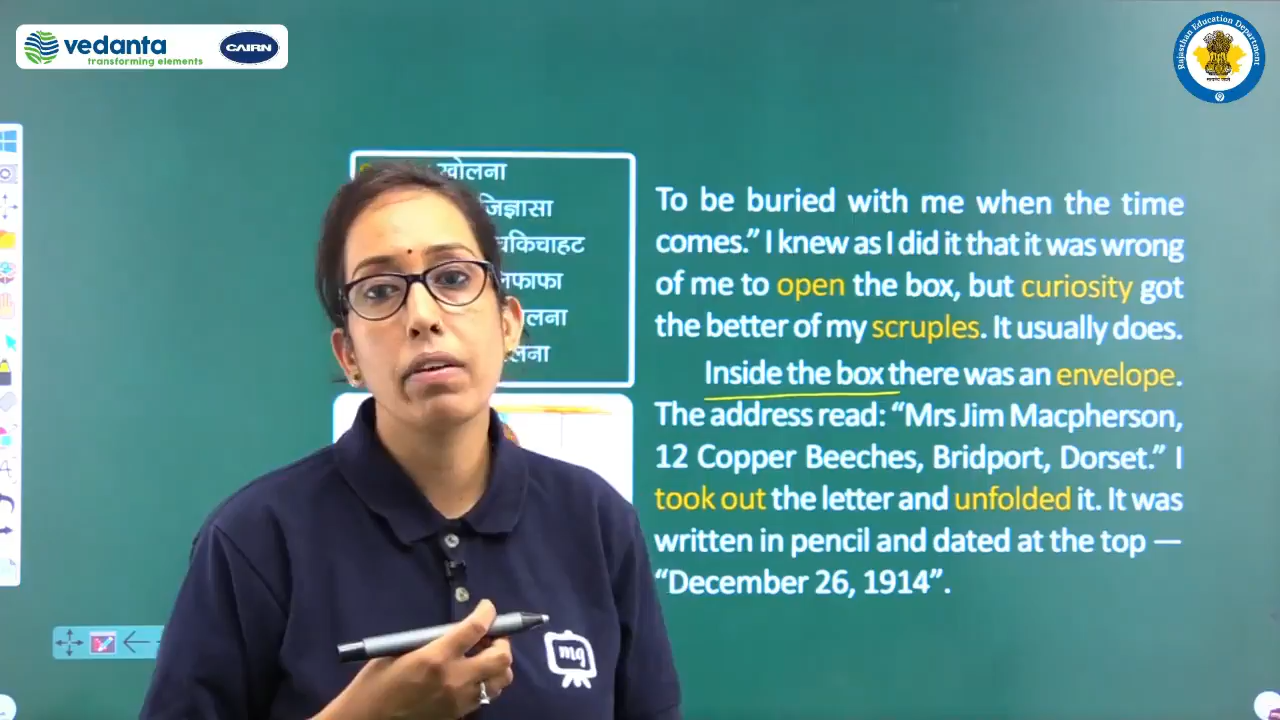 vedanta
transforming elements
CAIRN
Rajasthan Education Department
खोलना
जिज्ञासा
To be buried with me when the time
comes.” I knew as I did it that it was wrong
of me to open the box, but curiosity got
the better of my scruples. It usually does.
Inside the box there was an envelope.
The address read: “Mrs Jim Macpherson,
12 Copper Beeches, Bridport, Dorset.” I
took out the letter and unfolded it. It was
written in pencil and dated at the top —
“December 26, 1914”.
mg